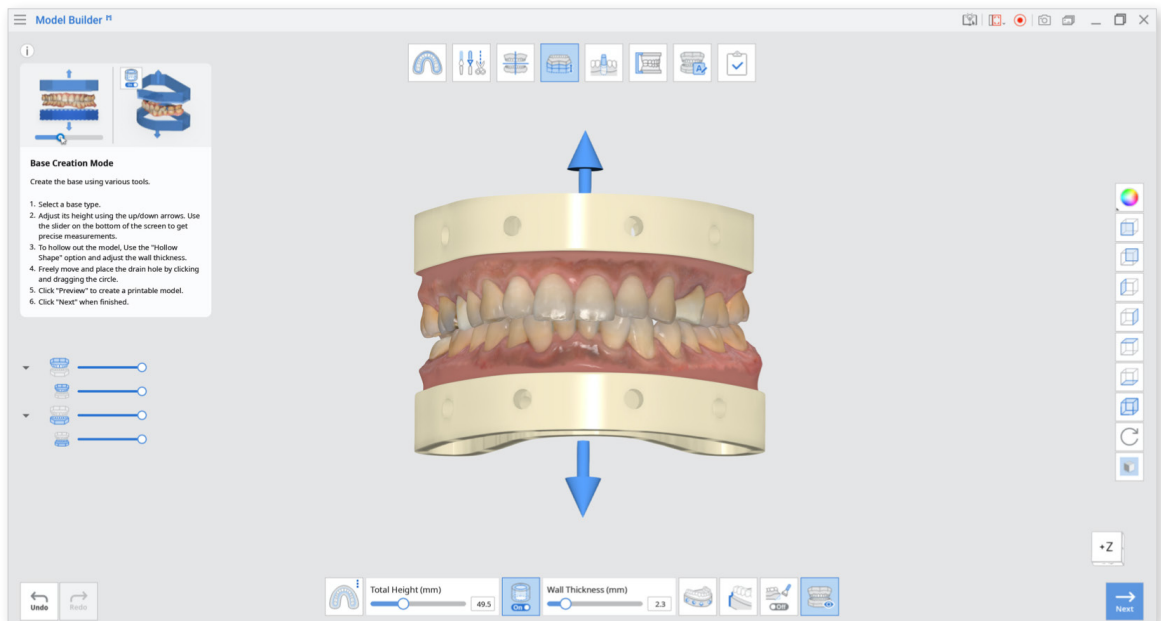 Model Builder M
i
Base Creation Mode
Create the base using various tools.
1. Select a base type.
2. Adjust its height using the up/down arrows. Use
the slider on the bottom of the screen to get
precise measurements.
3. To hollow out the model, Use the "Hollow
Shape" option and adjust the wall thickness.
4. Freely move and place the drain hole by clicking
and dragging the circle.
5. Click "Preview" to create a printable model.
6. Click "Next" when finished.
+Z
Undo
Redo
Total Height (mm)
49.5
On
Wall Thickness (mm)
2.3
Off
Next